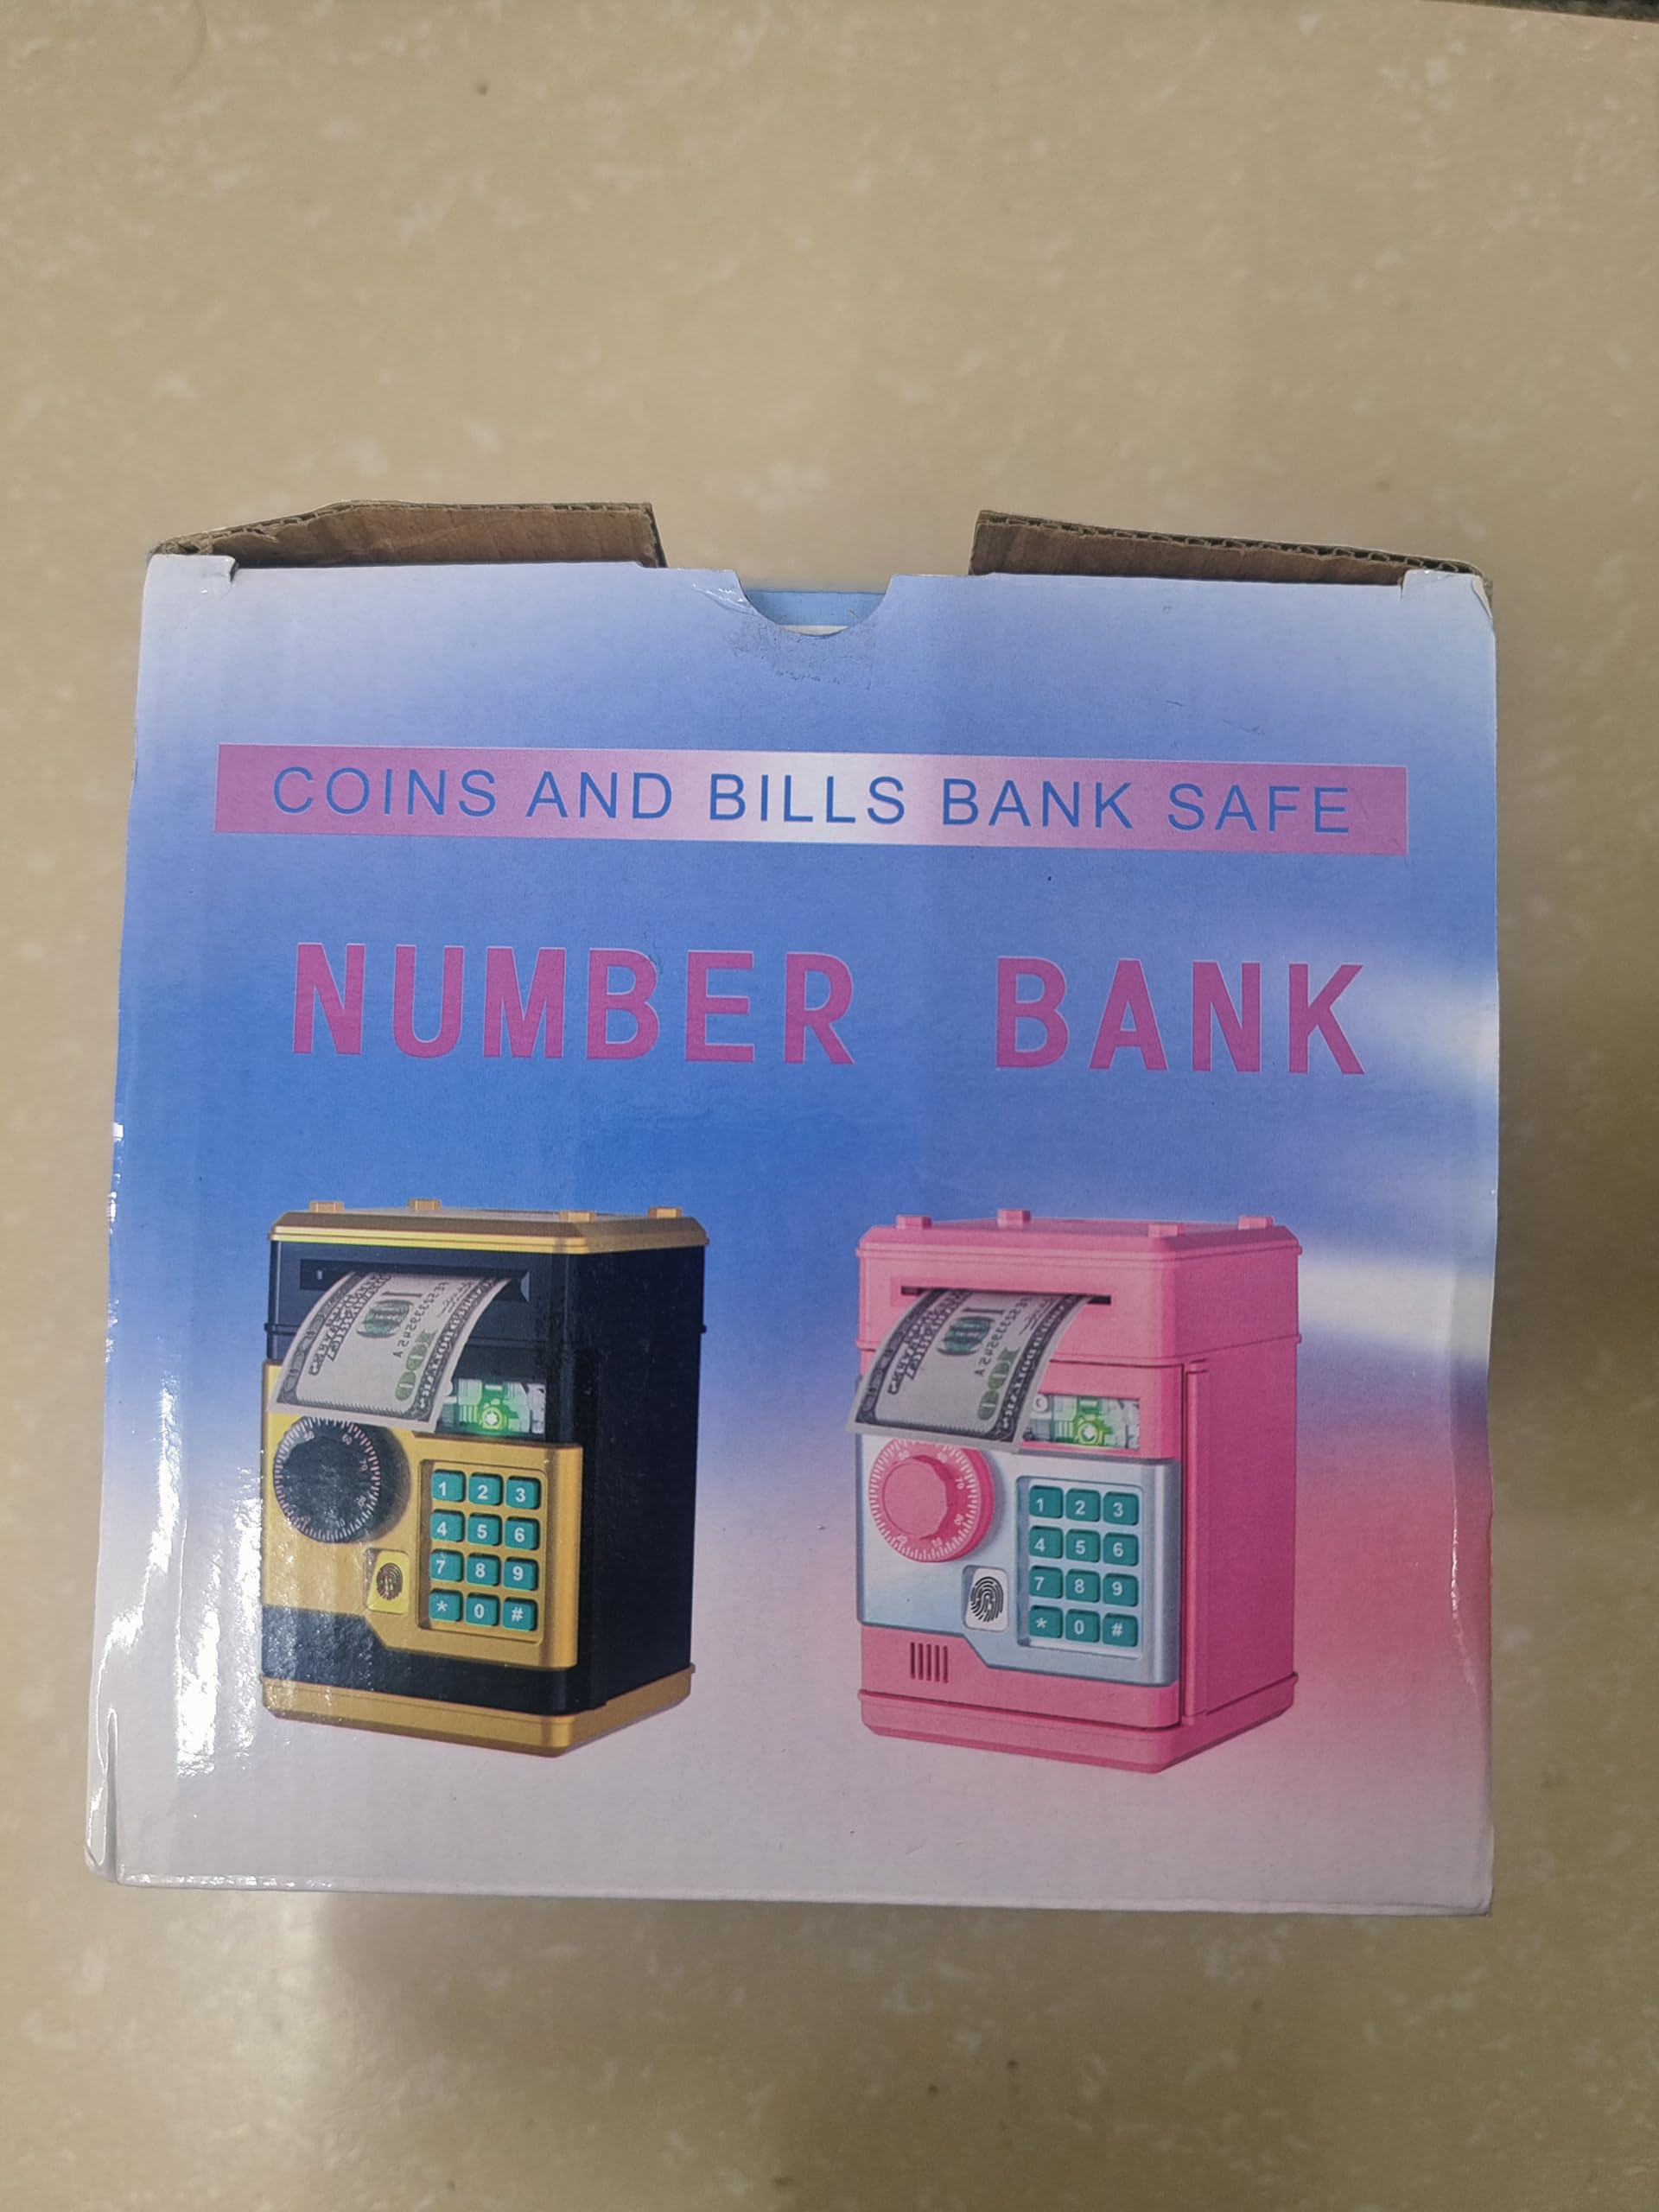 COINS AND BILLS BANK SAFE
NUMBER BANK
1 2 3
4 5 6
7 8 9
* 0 #
1 2 3
4 5 6
7 8 9
* 0 #